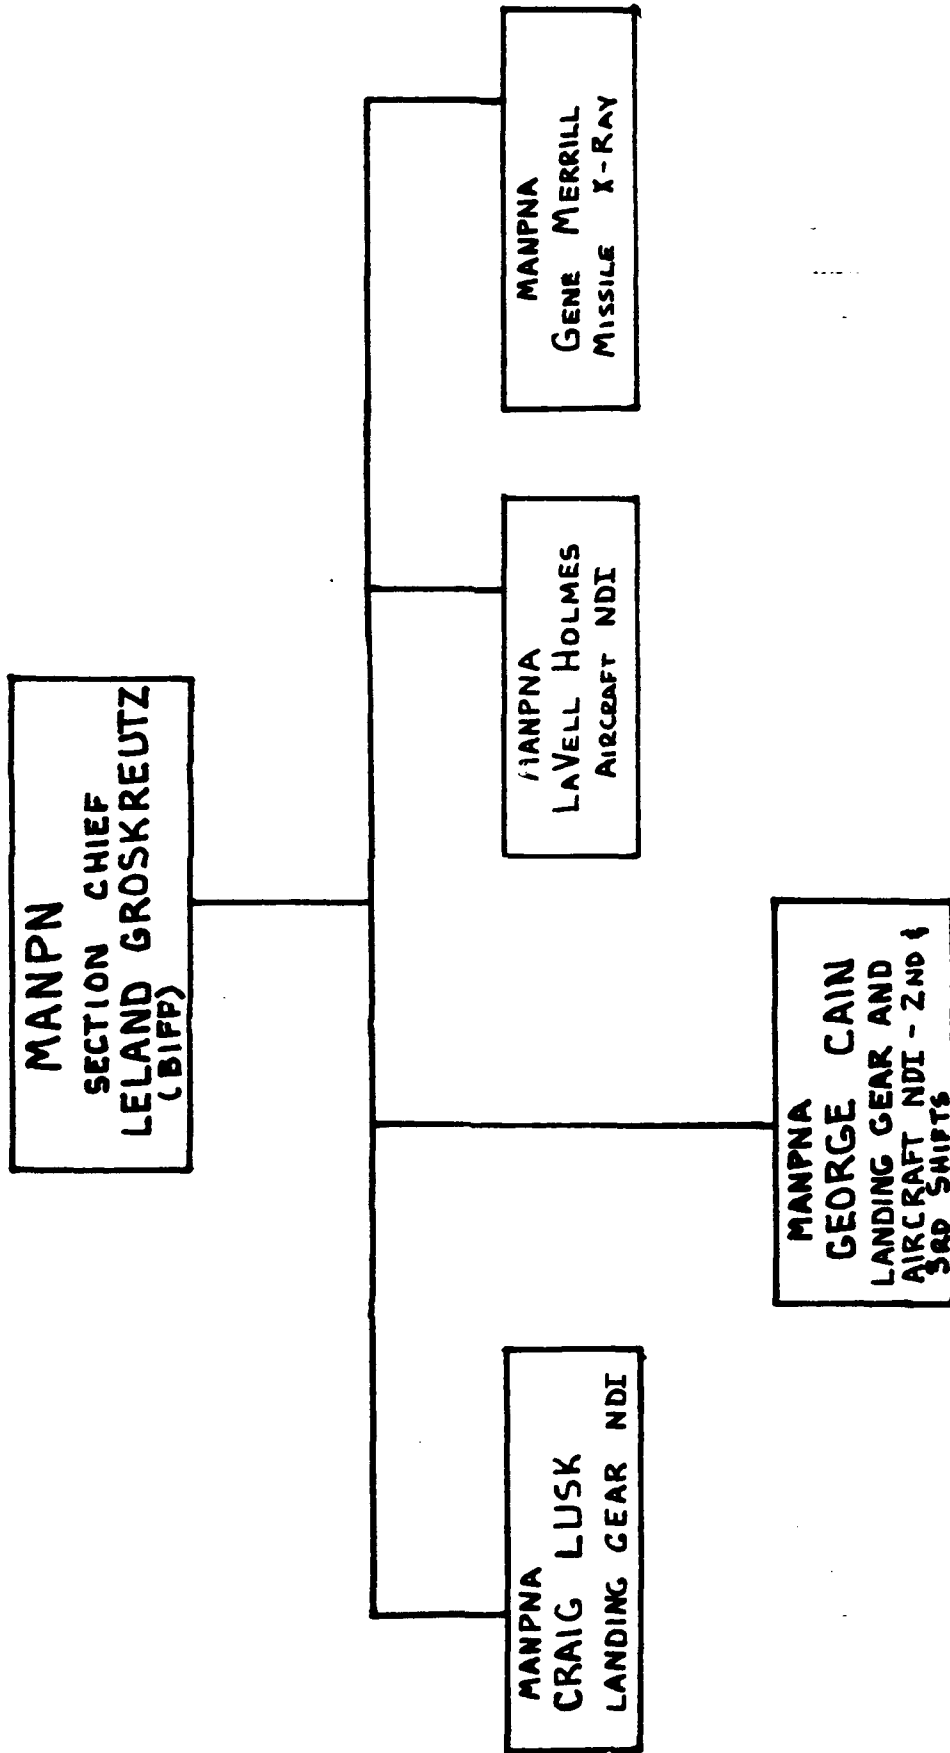 MANPN
SECTION CHIEF
LELAND GROSKREUTZ
(BIFF)
MANPNA
CRAIG LUSK
LANDING GEAR NDI
MANPNA
GEORGE CAIN
LANDING GEAR AND
AIRCRAFT NDI - 2ND &
3RD SHIFTS
MANPNA
LAVELL HOLMES
AIRCRAFT NDI
MANPNA
GENE MERRILL
MISSILE X-RAY